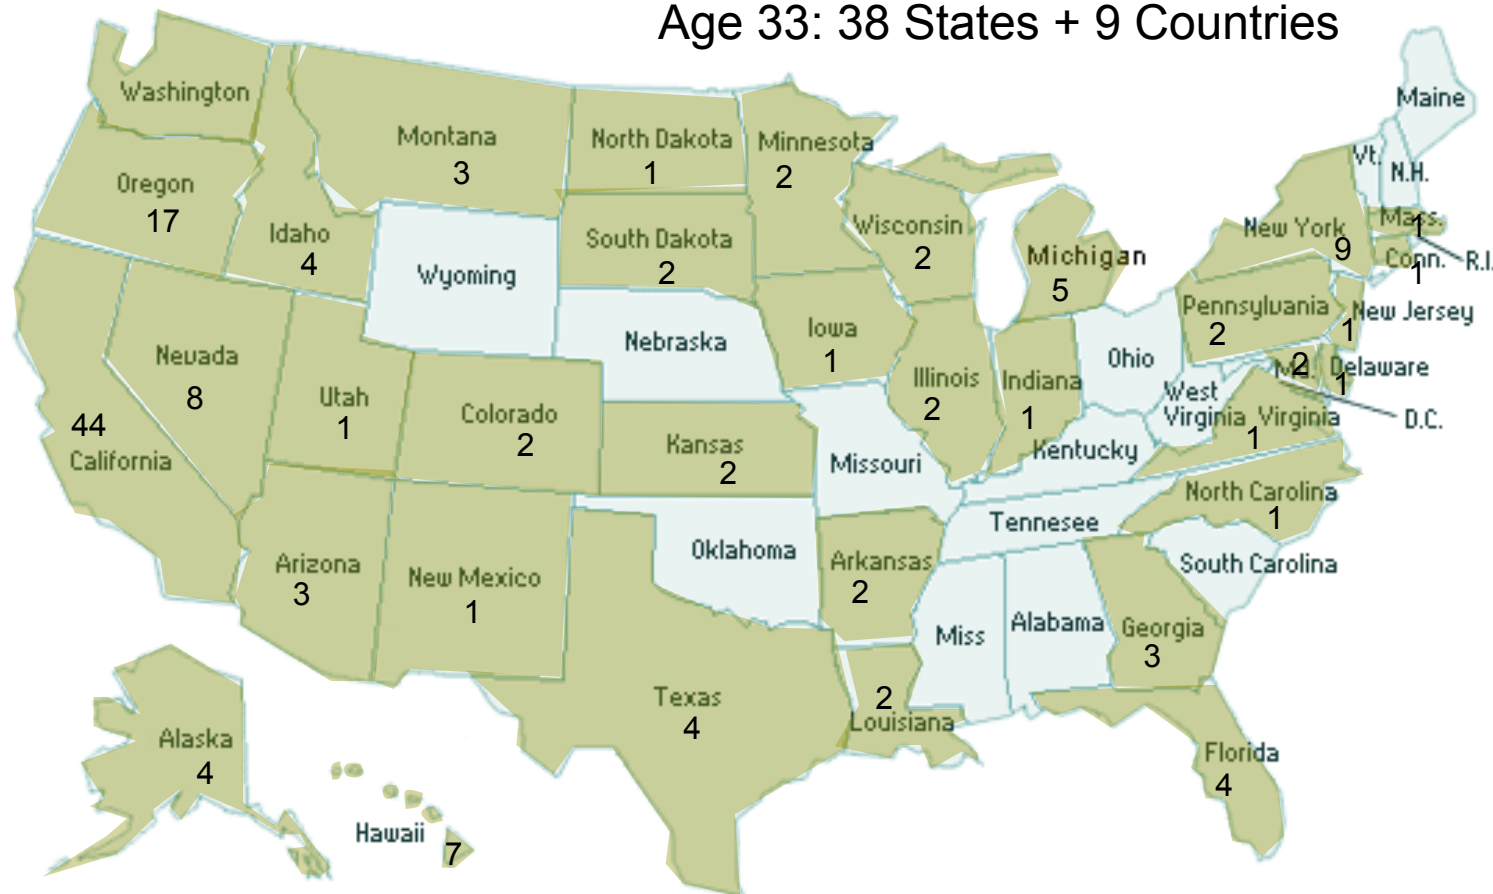 Age 33: 38 States + 9 Countries
Maine
Washington
Montana
3
North Dakota
1
Minnesota
2
Vt.
N.H.
Oregon
17
Idaho
4
South Dakota
2
Wisconsin
2
Michigan
5
New York
9
Mass.
1
Conn.
1
R.I.
Wyoming
Nebraska
Iowa
1
Pennsylvania
2
New Jersey
1
Nevada
8
Utah
1
Colorado
2
Kansas
2
Illinois
2
Indiana
1
Ohio
West
Virginia
Md.
2
Delaware
1
D.C.
Virginia
1
44
California
Missouri
Kentucky
North Carolina
1
Tennesee
Arizona
3
New Mexico
1
Oklahoma
Arkansas
2
South Carolina
Miss
Alabama
Georgia
3
Texas
4
2
Louisiana
Florida
4
Alaska
4
Hawaii
7